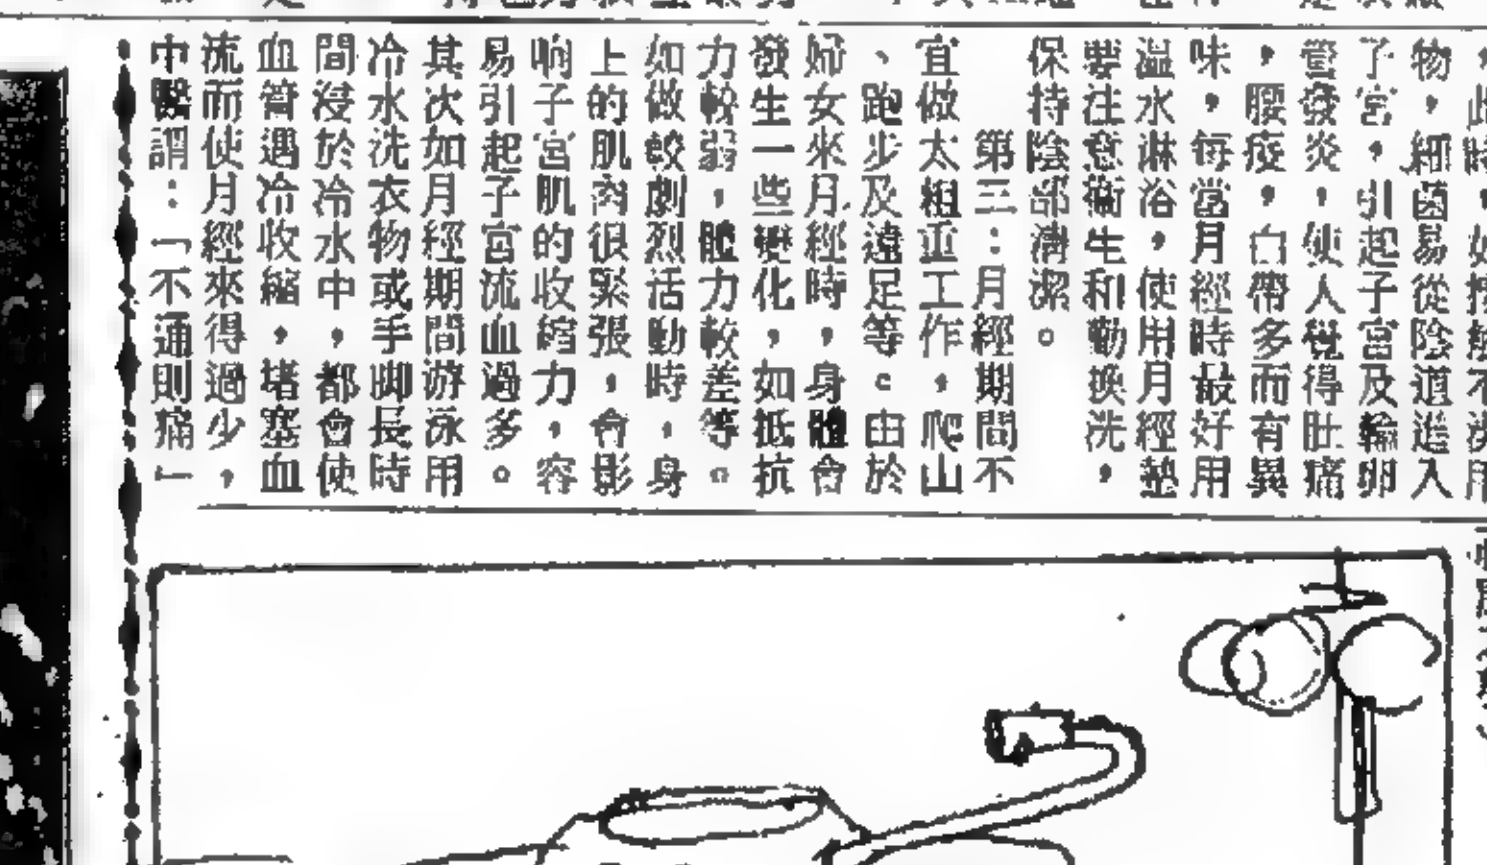 物，細菌易從陰道進入
子宮，引起子宮及輪卵
管發炎，使人覺得肚痛
，腰痠，白帶多而有異
味，每當月經時最好用
溫水淋浴，使用月經墊
要注意衛生和勤換洗，
保持陰部清潔。
第三：月經期間不
宜做太粗重工作，爬山
、跑步及遠足等。由於
婦女來月經時，身體會
發生一些變化，如抵抗
力較弱，體力較差等。
如做較劇烈活動時，身
上的肌肉很緊張，會影
响子宮肌的收縮力，容
易引起子宮流血過多。
其次如月經期間游泳用
冷水洗衣物或手脚長時
間浸於冷水中，都會使
血管遇冷收縮，堵塞血
流而使月經來得過少，
中醫謂：「不通則痛」